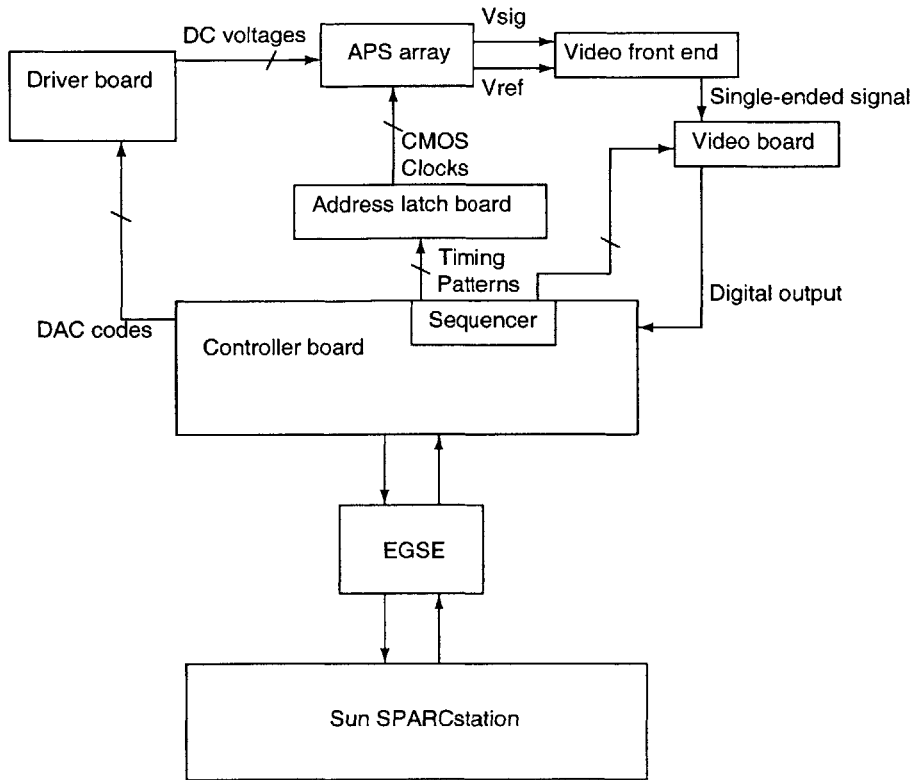 Vsig
DC voltages
APS array
Video front end
Driver board
Vref
Single-ended signal
Video board
CMOS
Clocks
Address latch board
Timing
Patterns
Digital output
Sequencer
DAC codes
Controller board
EGSE
Sun SPARCstation